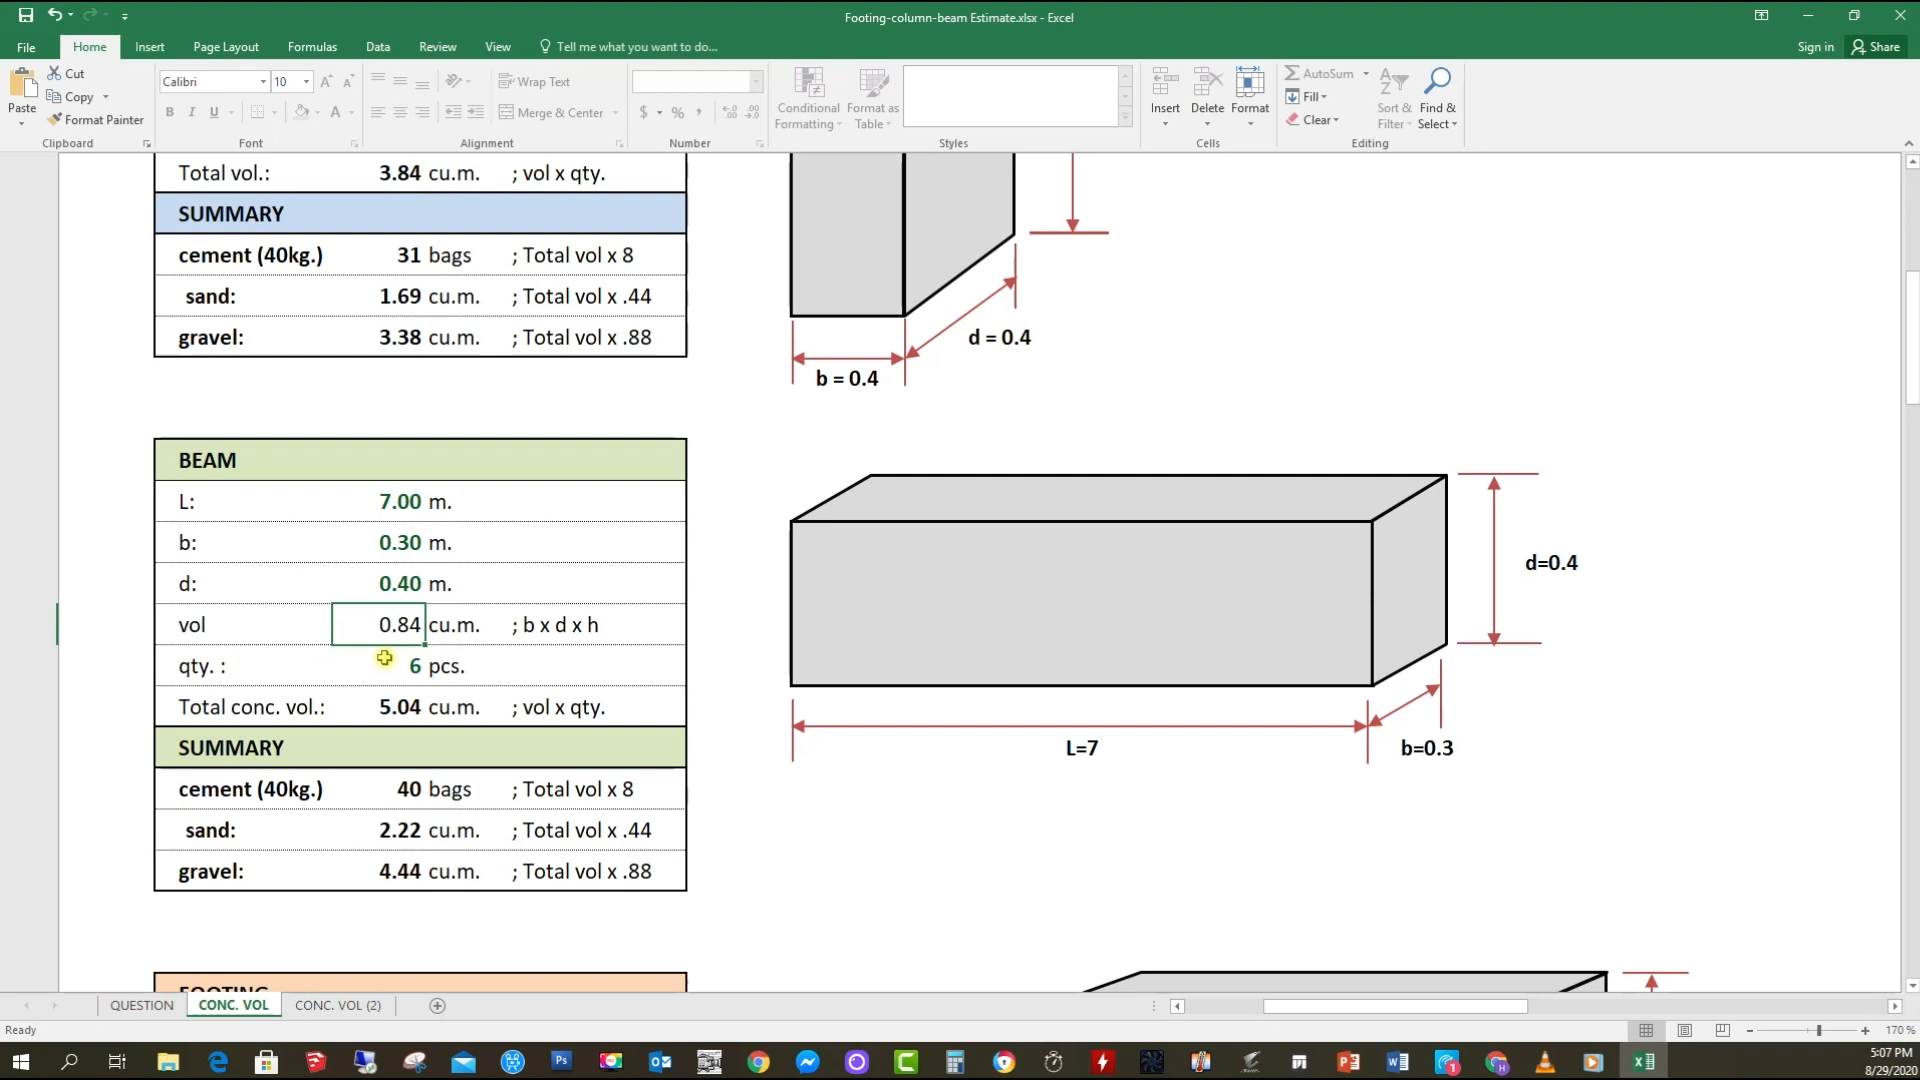 Footing-column-beam Estimate.xlsx - Excel
File Home Insert Page Layout Formulas Data Review View Tell me what you want to do... Sign in Share
Paste Cut Copy Format Painter Clipboard
Calibri 10 A A B I U A Font
Wrap Text Merge & Center Alignment
$ % , Number
Conditional Formatting Format as Table Styles
Insert Delete Format Cells
AutoSum Fill Clear Sort & Filter Find & Select Editing
Total vol.: 3.84 cu.m. ; vol x qty.
SUMMARY
cement (40kg.) 31 bags ; Total vol x 8
sand: 1.69 cu.m. ; Total vol x .44
gravel: 3.38 cu.m. ; Total vol x .88
d = 0.4
b = 0.4
BEAM
L: 7.00 m.
b: 0.30 m.
d: 0.40 m.
vol 0.84 cu.m. ; b x d x h
qty. : 6 pcs.
Total conc. vol.: 5.04 cu.m. ; vol x qty.
SUMMARY
cement (40kg.) 40 bags ; Total vol x 8
sand: 2.22 cu.m. ; Total vol x .44
gravel: 4.44 cu.m. ; Total vol x .88
d=0.4
L=7
b=0.3
FOOTING
QUESTION CONC. VOL CONC. VOL (2)
Ready 170 %
5:07 PM
8/29/2020